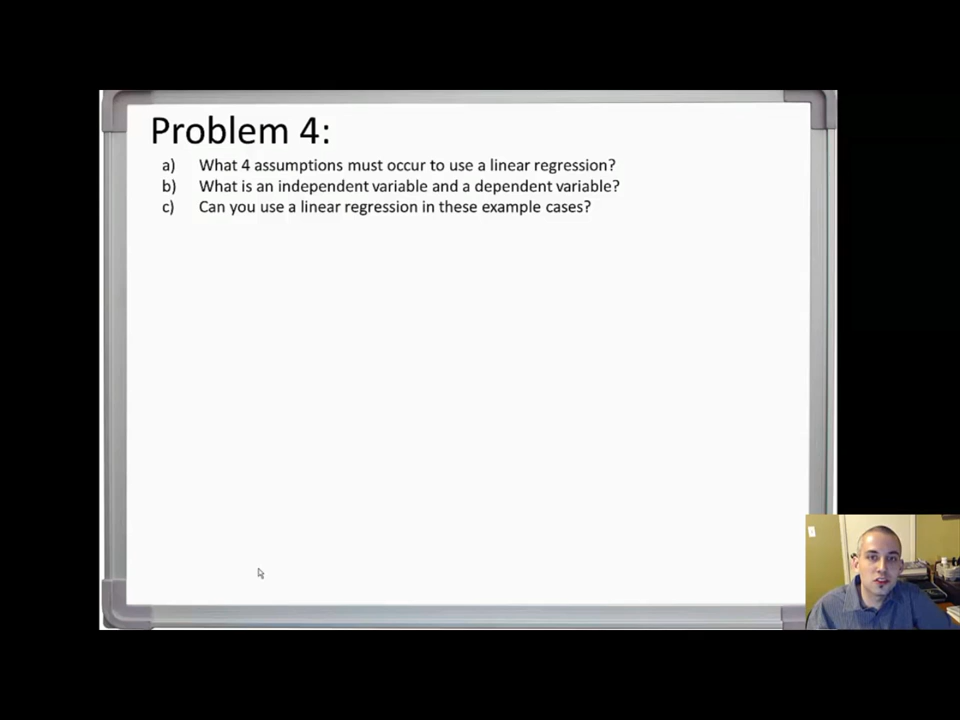 Problem 4:
a) What 4 assumptions must occur to use a linear regression?
b) What is an independent variable and a dependent variable?
c) Can you use a linear regression in these example cases?